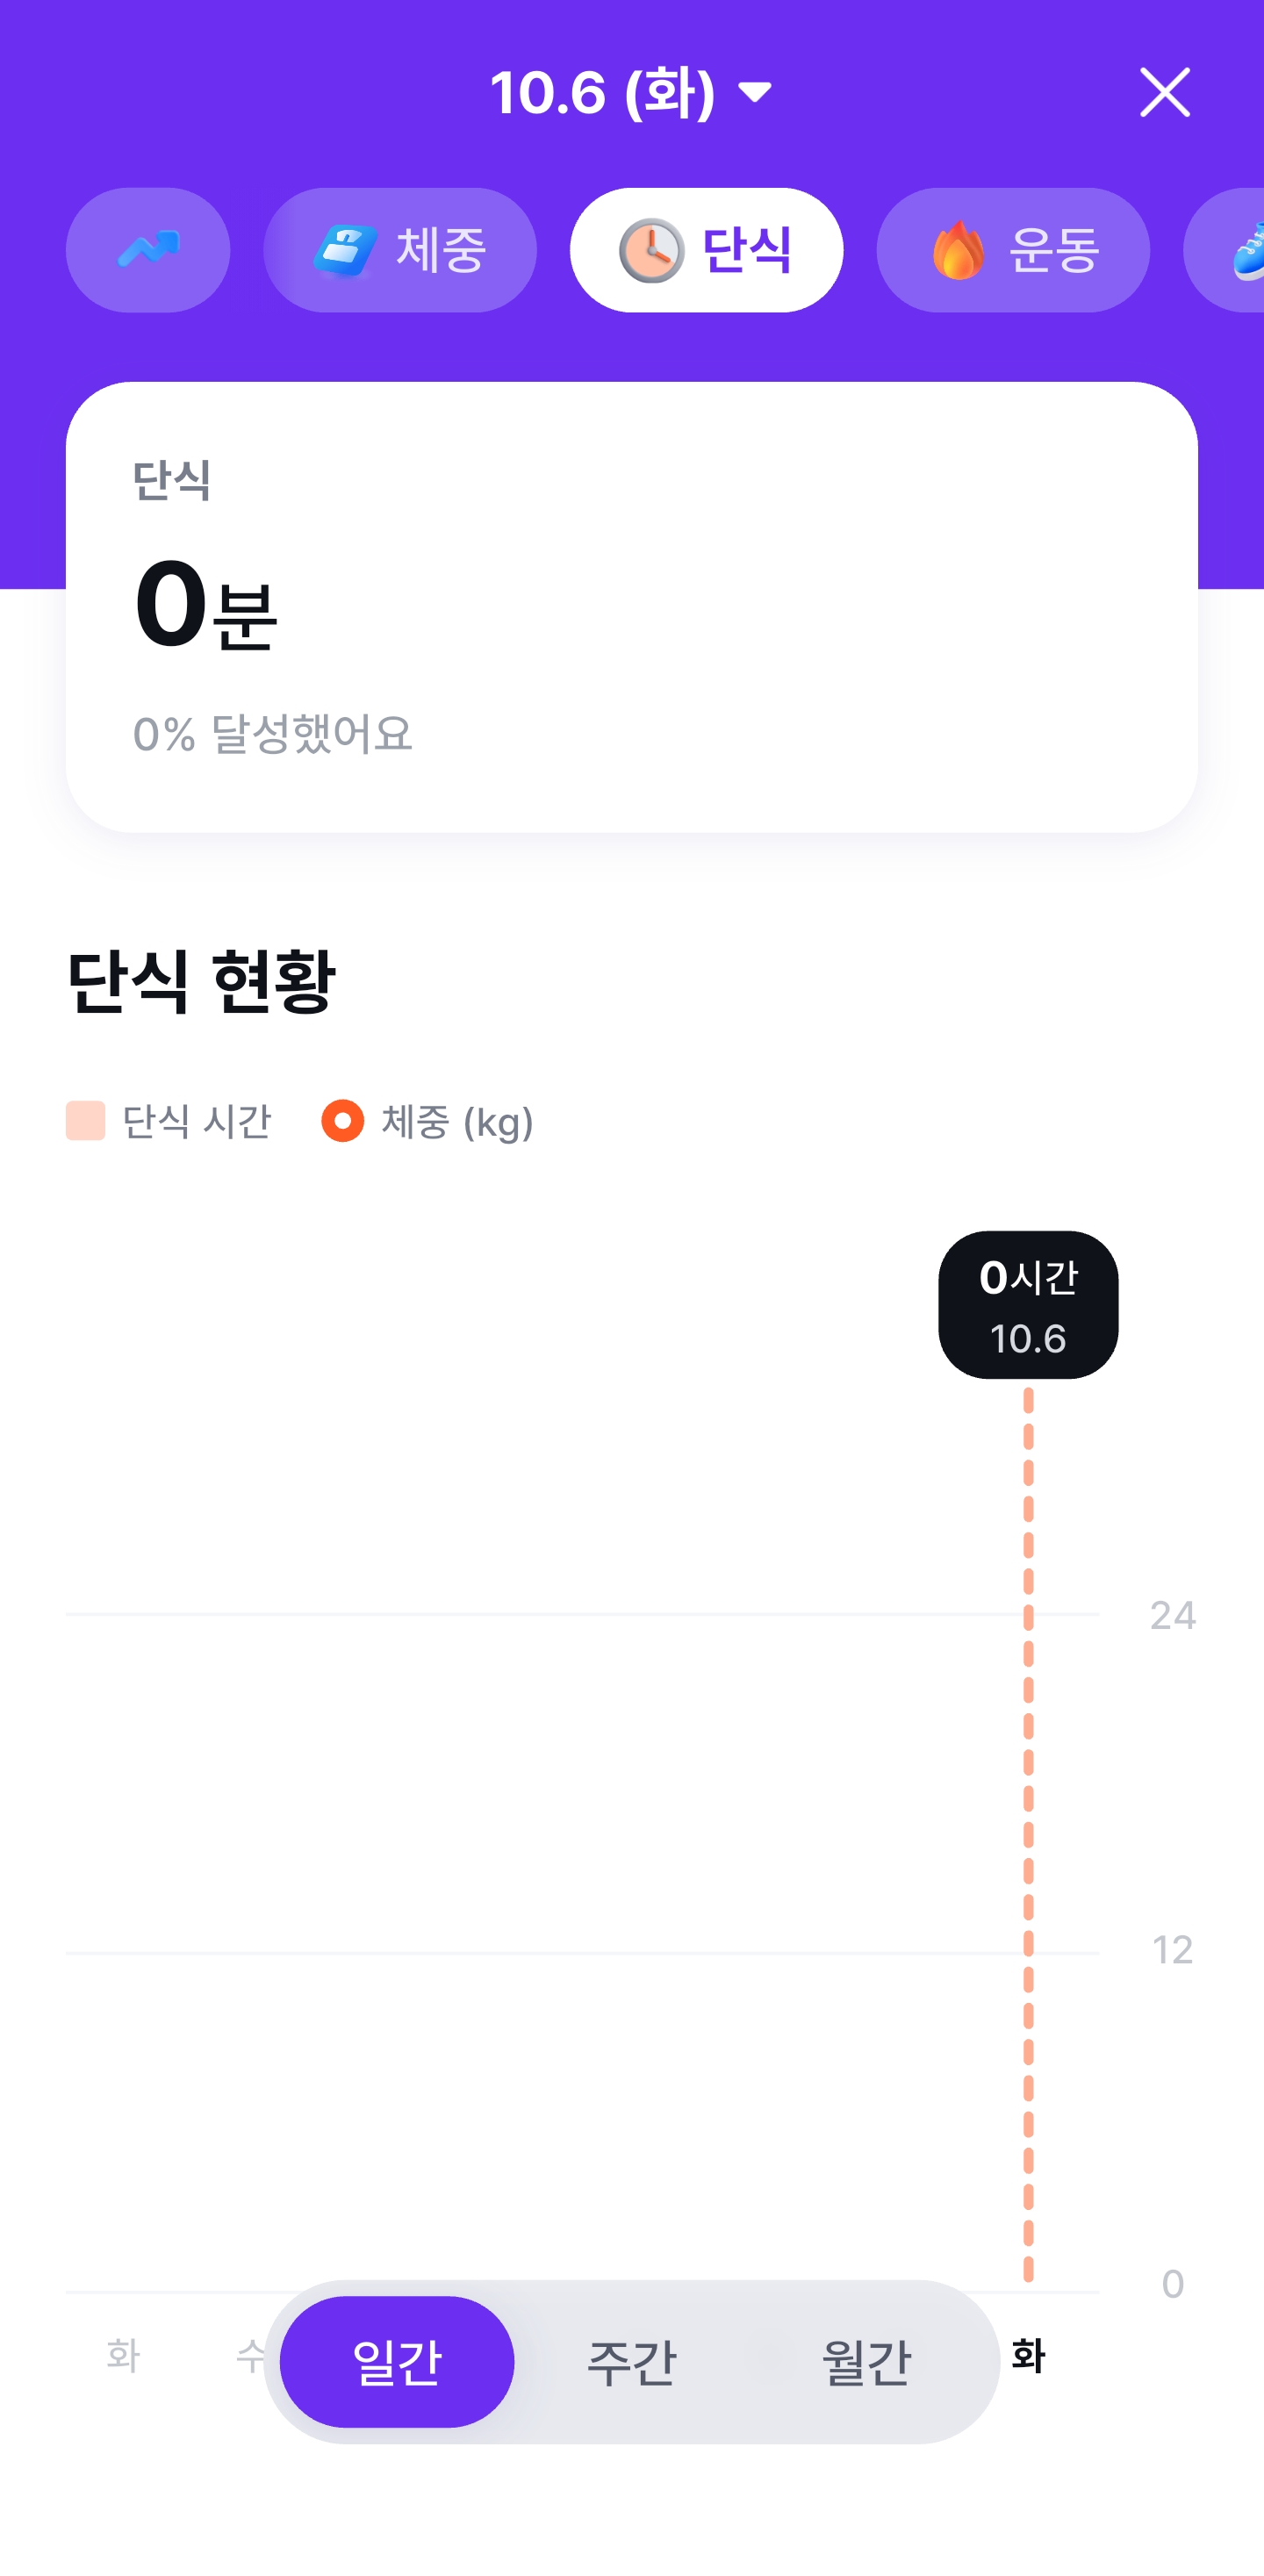 10.6 (화)
체중 단식 운동
단식
0분
0% 달성했어요
단식 현황
단식 시간 체중 (kg)
0시간
10.6
24
12
0
화 수 화
일간 주간 월간